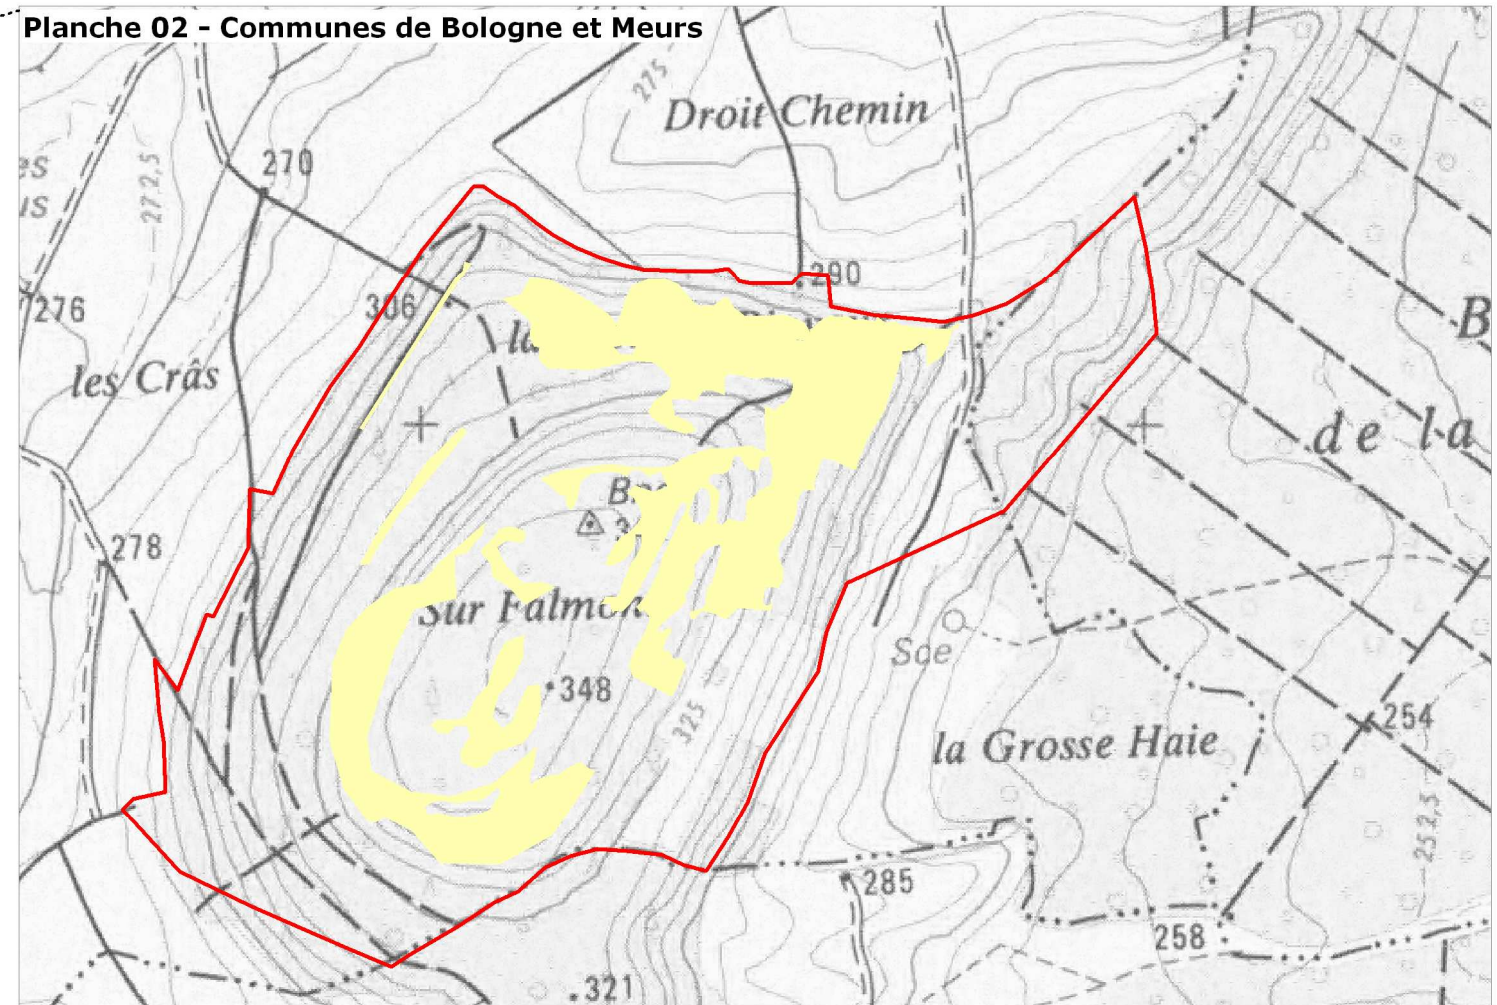 Planche 02 - Communes de Bologne et Meurs
275
Droit Chemin
270
272,5
290
306
276
la
B
les Crâs
de la
278
Sur Falmon
Sce
348
325
254
la Grosse Haie
252,5
285
258
321